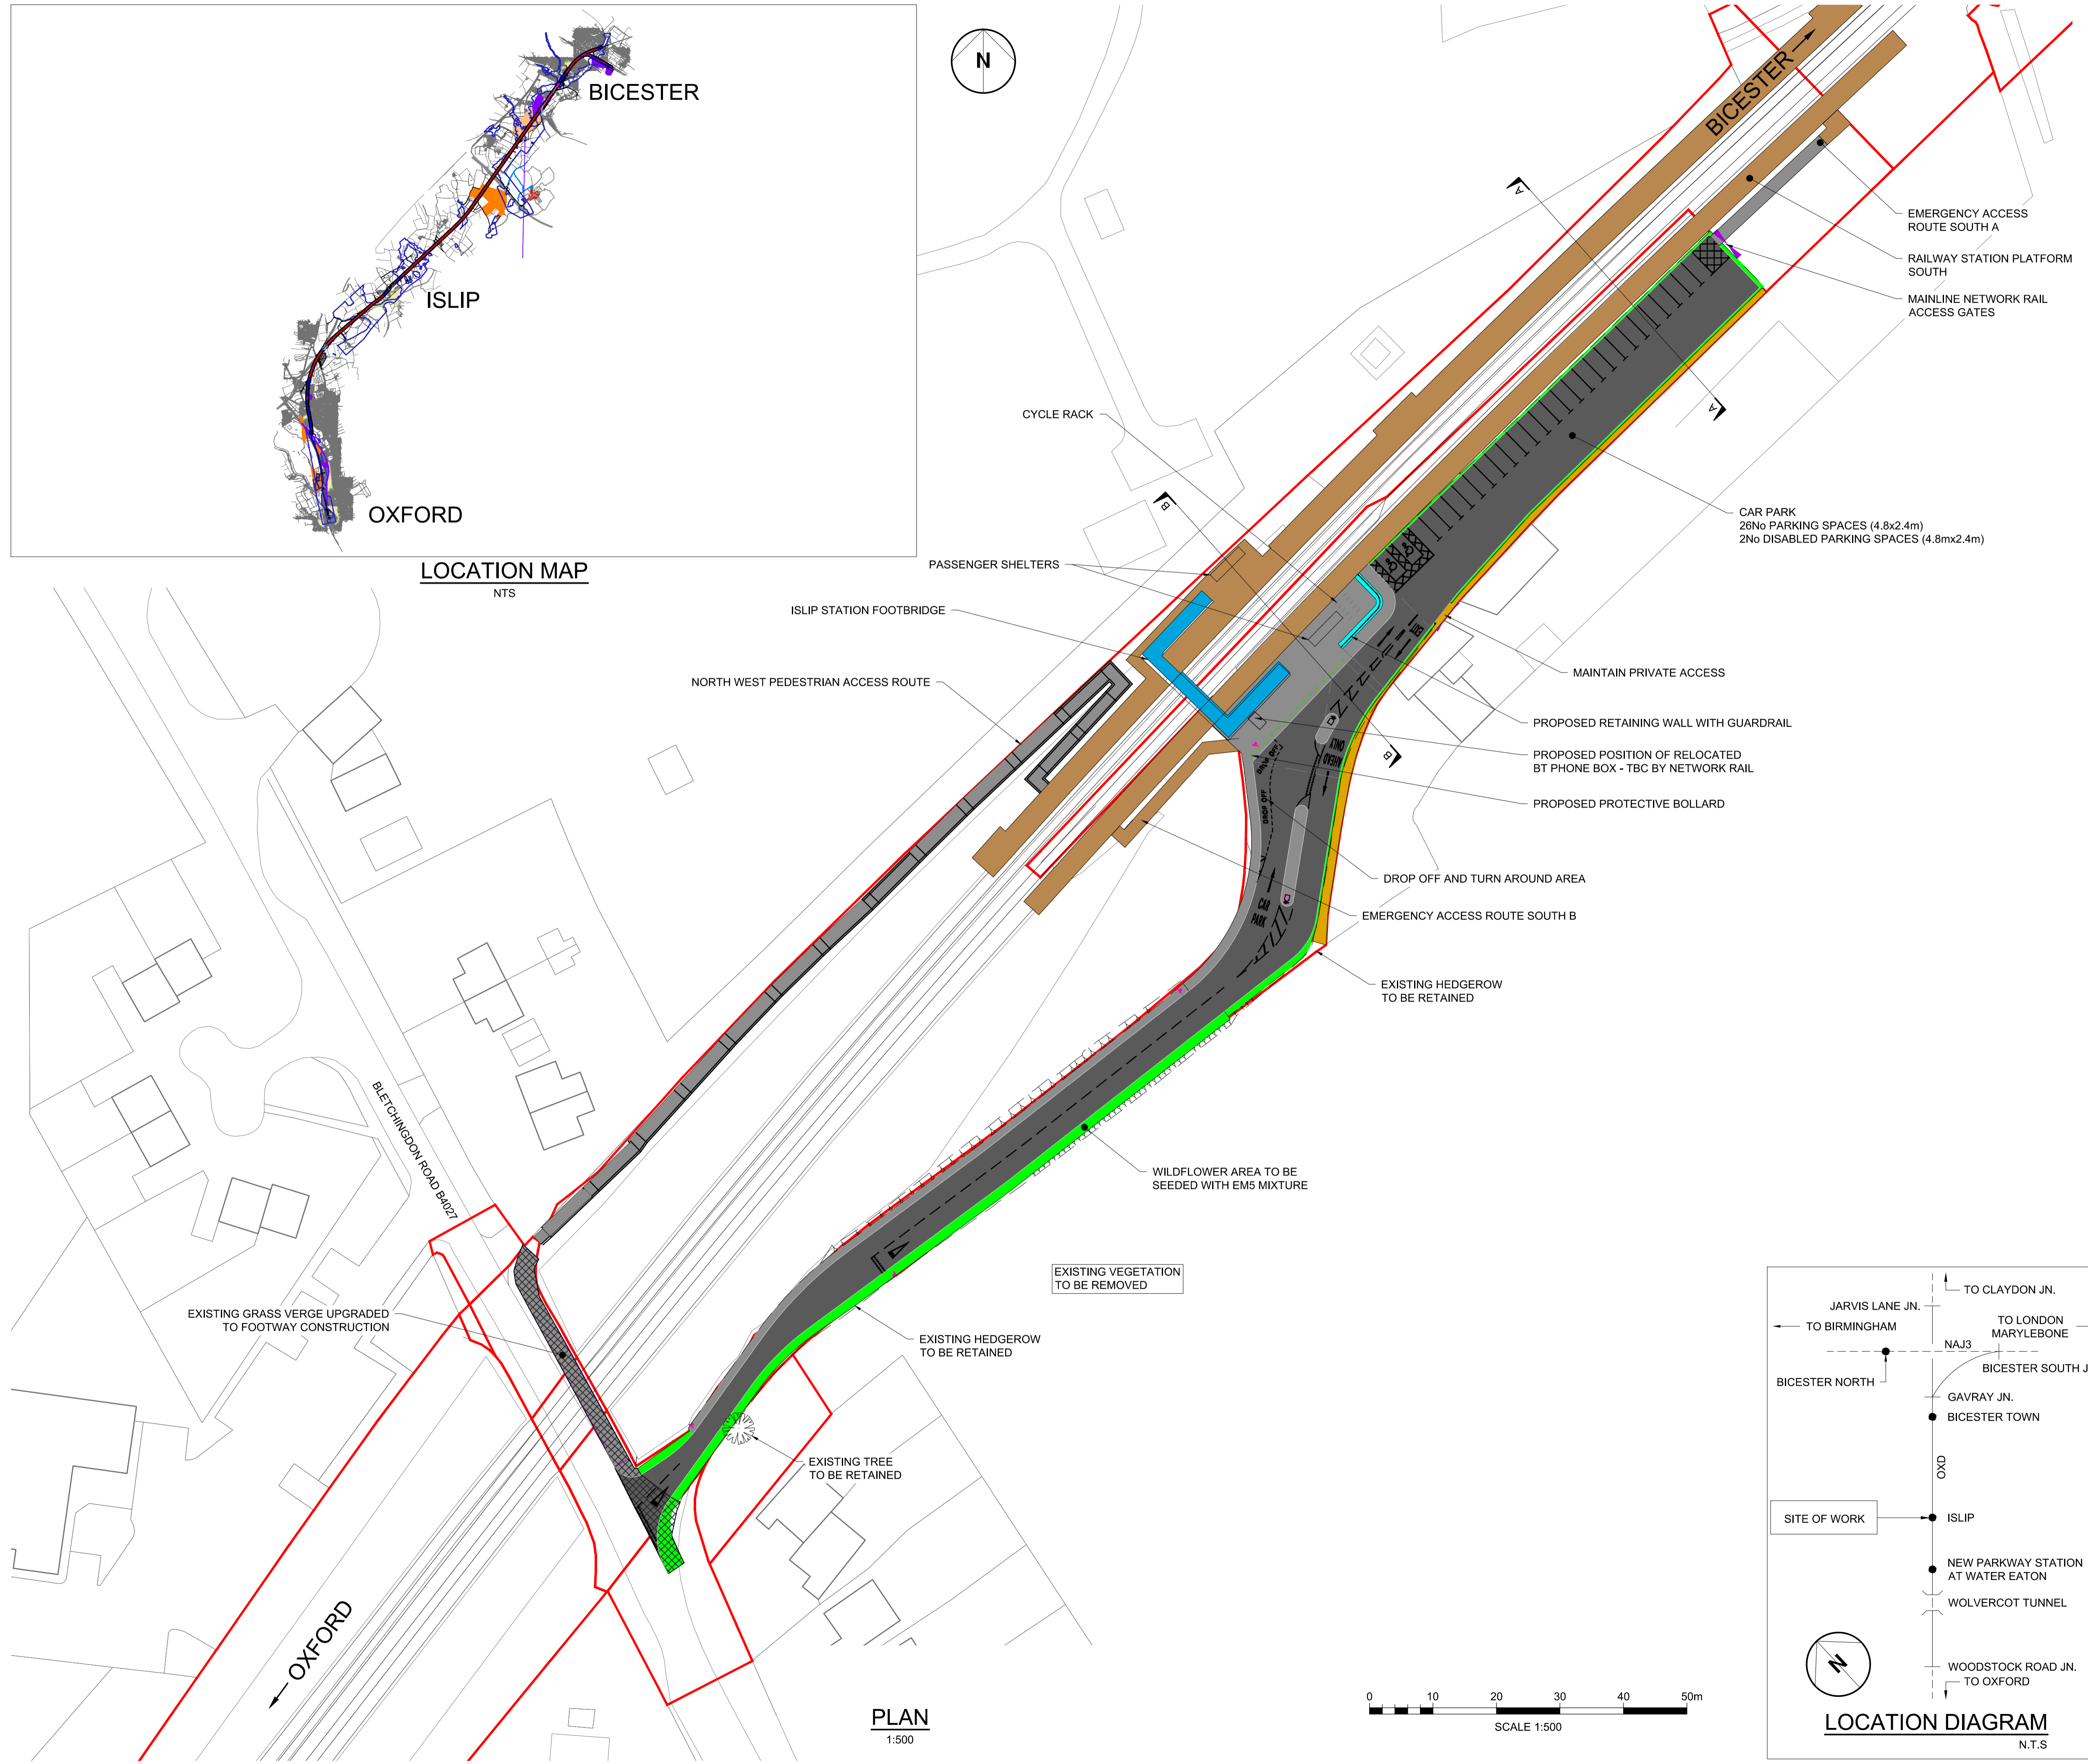 BICESTER
ISLIP
OXFORD
LOCATION MAP
NTS
N
BICESTER
A
A
EMERGENCY ACCESS
ROUTE SOUTH A
RAILWAY STATION PLATFORM
SOUTH
MAINLINE NETWORK RAIL
ACCESS GATES
CYCLE RACK
B
CAR PARK
26No PARKING SPACES (4.8x2.4m)
2No DISABLED PARKING SPACES (4.8mx2.4m)
PASSENGER SHELTERS
ISLIP STATION FOOTBRIDGE
NORTH WEST PEDESTRIAN ACCESS ROUTE
MAINTAIN PRIVATE ACCESS
PROPOSED RETAINING WALL WITH GUARDRAIL
B
PROPOSED POSITION OF RELOCATED
BT PHONE BOX - TBC BY NETWORK RAIL
PROPOSED PROTECTIVE BOLLARD
AHEAD
ONLY
DROP OFF
DROP OFF
DROP OFF AND TURN AROUND AREA
CAR
PARK
EMERGENCY ACCESS ROUTE SOUTH B
EXISTING HEDGEROW
TO BE RETAINED
BLETCHINGDON ROAD B4027
WILDFLOWER AREA TO BE
SEEDED WITH EM5 MIXTURE
EXISTING VEGETATION
TO BE REMOVED
EXISTING GRASS VERGE UPGRADED
TO FOOTWAY CONSTRUCTION
EXISTING HEDGEROW
TO BE RETAINED
EXISTING TREE
TO BE RETAINED
OXFORD
PLAN
1:500
0 10 20 30 40 50m
SCALE 1:500
TO CLAYDON JN.
JARVIS LANE JN.
TO BIRMINGHAM
TO LONDON
MARYLEBONE
NAJ3
BICESTER SOUTH J
BICESTER NORTH
GAVRAY JN.
BICESTER TOWN
OXD
SITE OF WORK
ISLIP
NEW PARKWAY STATION
AT WATER EATON
WOLVERCOT TUNNEL
N
WOODSTOCK ROAD JN.
TO OXFORD
LOCATION DIAGRAM
N.T.S